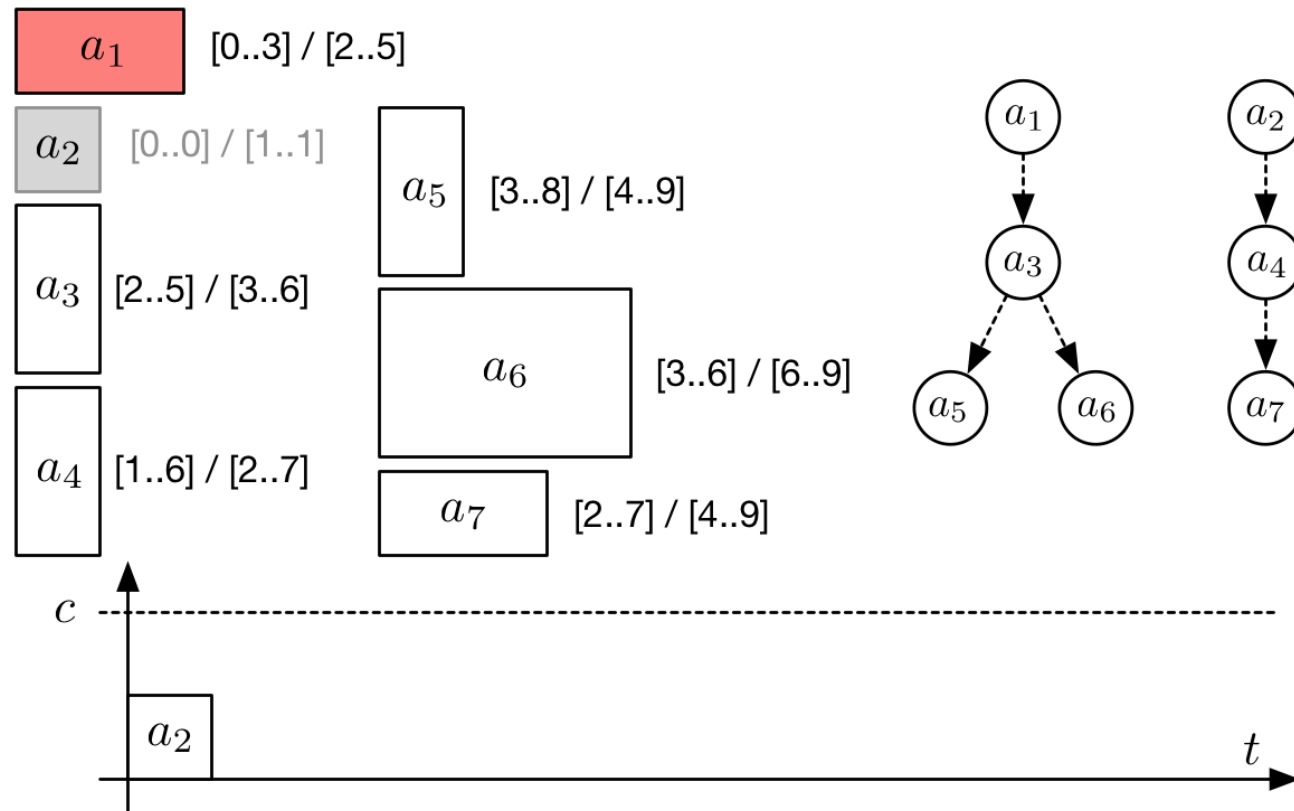 a1 [0..3] / [2..5]
a2 [0..0] / [1..1]
a3 [2..5] / [3..6]
a4 [1..6] / [2..7]
a5 [3..8] / [4..9]
a6 [3..6] / [6..9]
a7 [2..7] / [4..9]
a1 a2
a3 a4
a5 a6 a7
c
a2
t